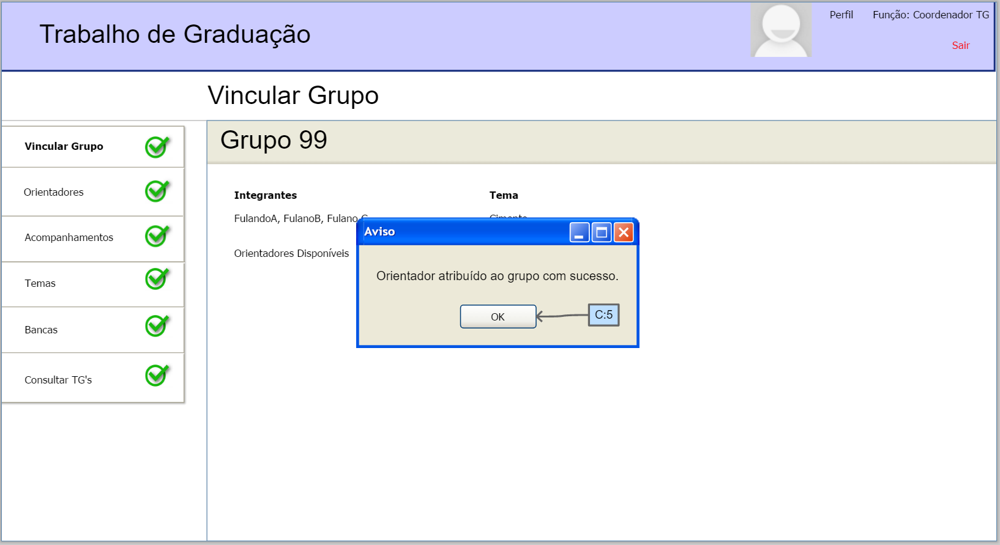 Trabalho de Graduação
Perfil
Função: Coordenador TG
Sair
Vincular Grupo
Vincular Grupo
Orientadores
Acompanhamentos
Temas
Bancas
Consultar TG's
Grupo 99
Integrantes
Tema
FulandoA, FulanoB, Fulano C
Cimento
Orientadores Disponíveis
Aviso
Orientador atribuído ao grupo com sucesso.
OK
C:5